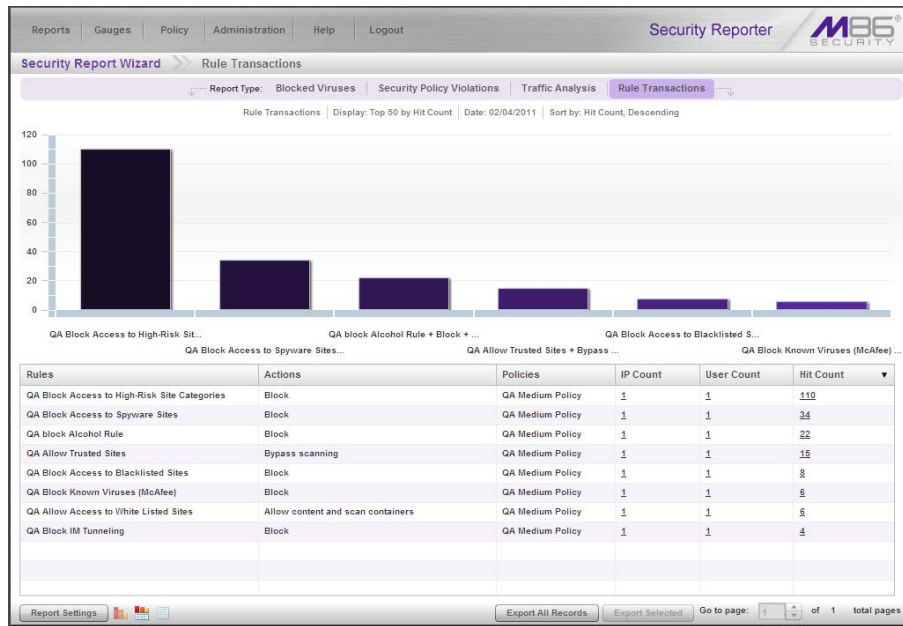 Reports Gauges Policy Administration Help Logout Security Reporter M86® SECURITY
Security Report Wizard Rule Transactions
Report Type: Blocked Viruses Security Policy Violations Traffic Analysis Rule Transactions
Rule Transactions Display: Top 50 by Hit Count Date: 02/04/2011 Sort by: Hit Count, Descending
120
100
80
60
40
20
0
QA Block Access to High-Risk Sit... QA block Alcohol Rule + Block + ... QA Block Access to Blacklisted S...
QA Block Access to Spyware Sites... QA Allow Trusted Sites + Bypass ... QA Block Known Viruses (McAfee) ...
Rules Actions Policies IP Count User Count Hit Count
QA Block Access to High-Risk Site Categories Block QA Medium Policy 1 1 110
QA Block Access to Spyware Sites Block QA Medium Policy 1 1 34
QA block Alcohol Rule Block QA Medium Policy 1 1 22
QA Allow Trusted Sites Bypass scanning QA Medium Policy 1 1 15
QA Block Access to Blacklisted Sites Block QA Medium Policy 1 1 8
QA Block Known Viruses (McAfee) Block QA Medium Policy 1 1 6
QA Allow Access to White Listed Sites Allow content and scan containers QA Medium Policy 1 1 6
QA Block IM Tunneling Block QA Medium Policy 1 1 4
Report Settings Export All Records Export Selected Go to page: 1 of 1 total pages